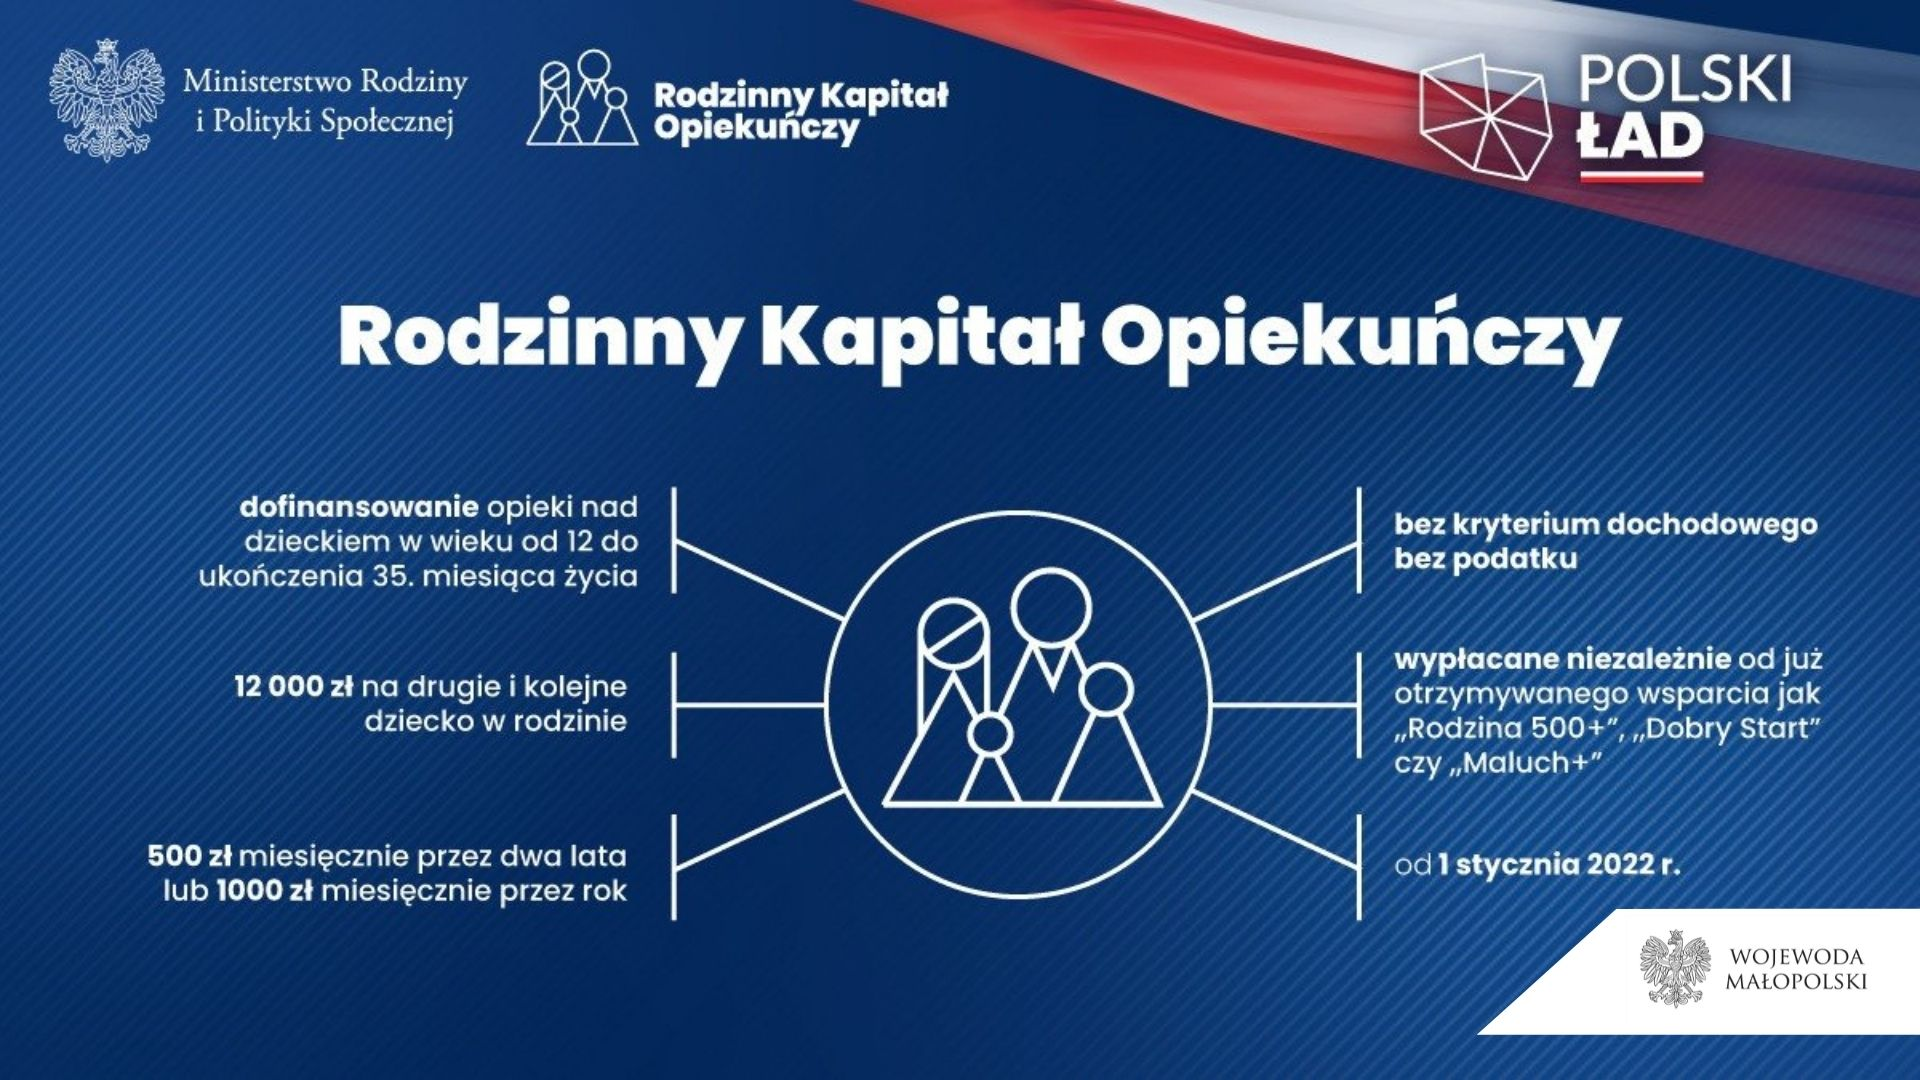 Ministerstwo Rodziny
i Polityki Społecznej
Rodzinny Kapitał
Opiekuńczy
POLSKI
ŁAD
Rodzinny Kapitał Opiekuńczy
dofinansowanie opieki nad
dzieckiem w wieku od 12 do
ukończenia 35. miesiąca życia
12 000 zł na drugie i kolejne
dziecko w rodzinie
500 zł miesięcznie przez dwa lata
lub 1000 zł miesięcznie przez rok
bez kryterium dochodowego
bez podatku
wypłacane niezależnie od już
otrzymywanego wsparcia jak
„Rodzina 500+”, „Dobry Start”
czy „Maluch+”
od 1 stycznia 2022 r.
WOJEWODA
MAŁOPOLSKI